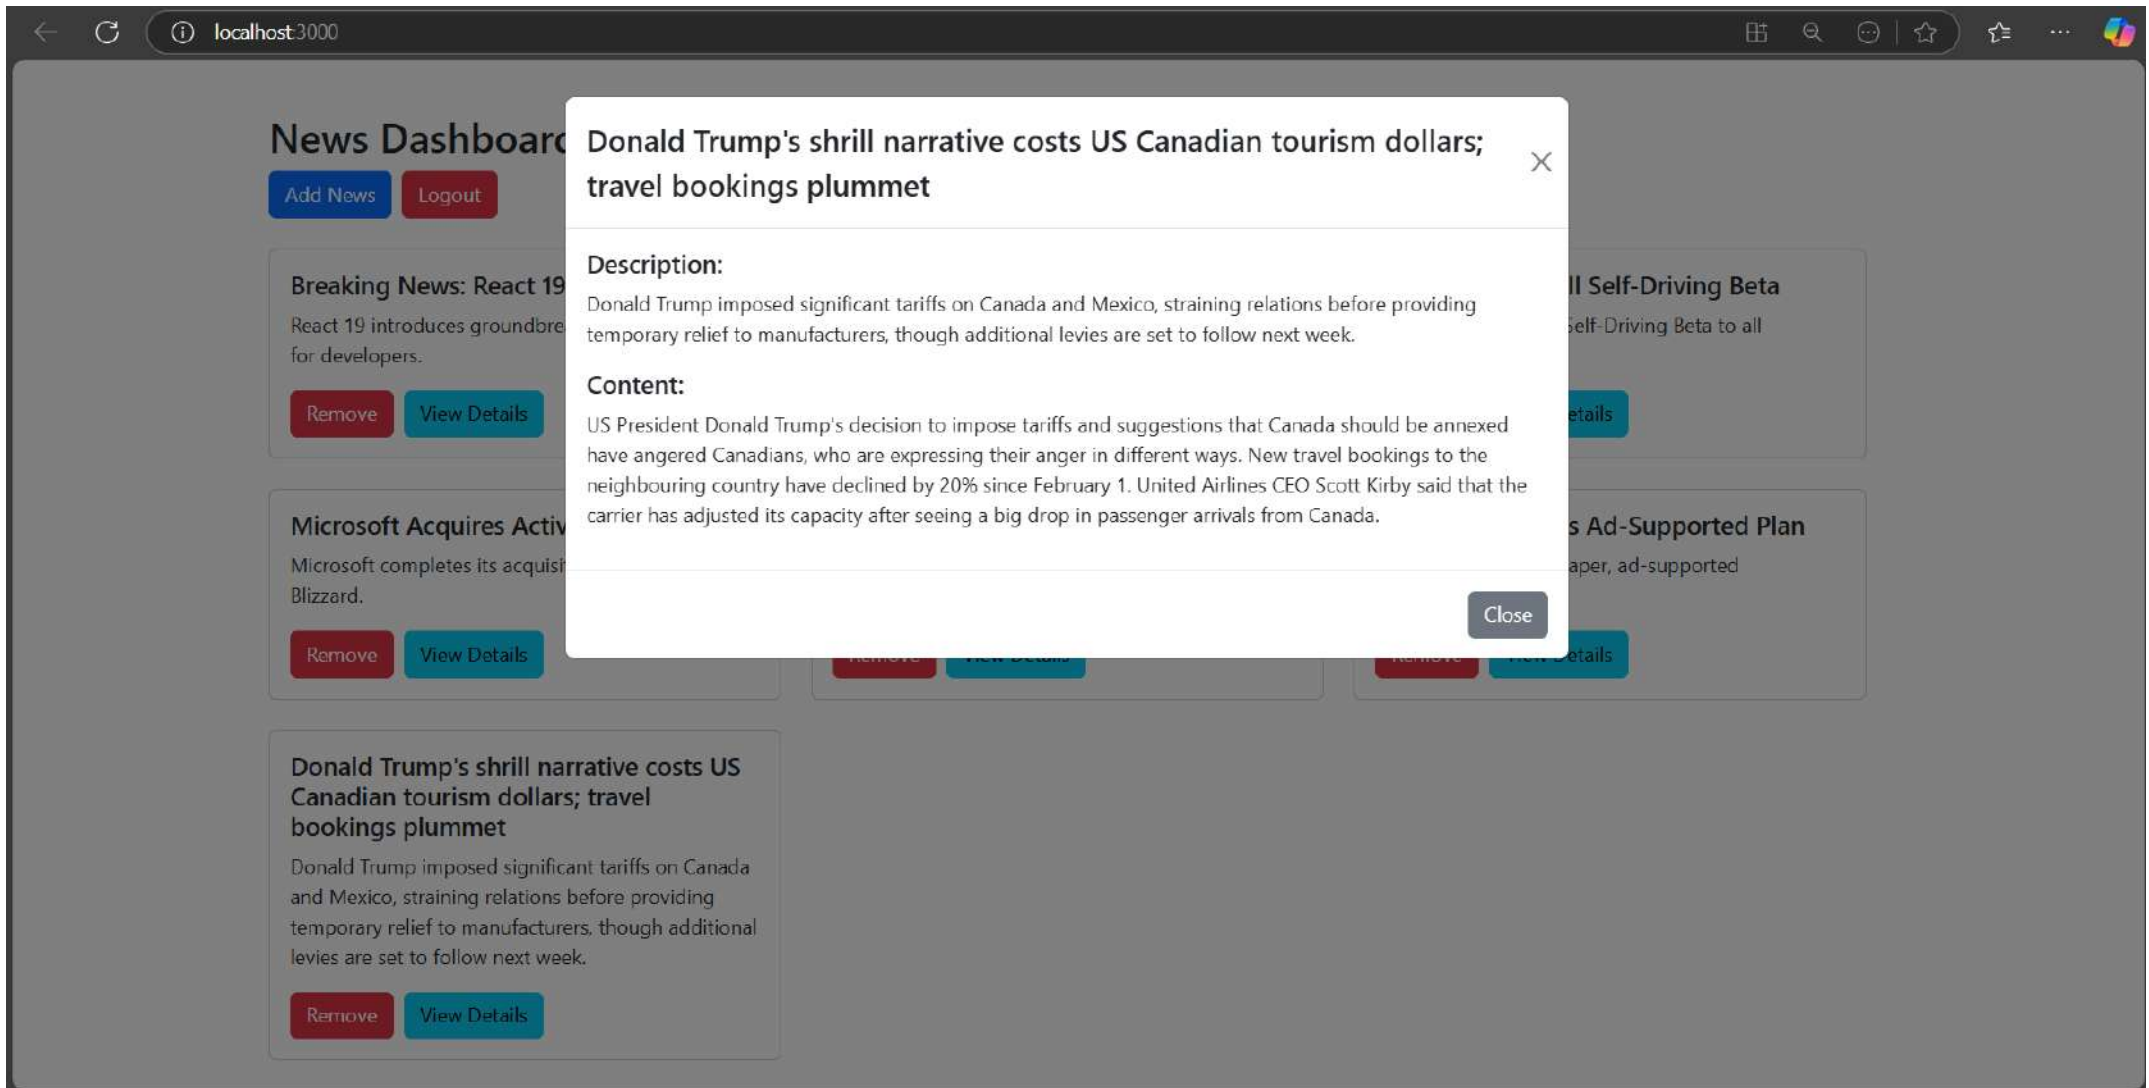 localhost:3000
News Dashboard
Add News
Logout
Donald Trump's shrill narrative costs US Canadian tourism dollars;
travel bookings plummet
Description:
Donald Trump imposed significant tariffs on Canada and Mexico, straining relations before providing
temporary relief to manufacturers, though additional levies are set to follow next week.
Content:
US President Donald Trump's decision to impose tariffs and suggestions that Canada should be annexed
have angered Canadians, who are expressing their anger in different ways. New travel bookings to the
neighbouring country have declined by 20% since February 1. United Airlines CEO Scott Kirby said that the
carrier has adjusted its capacity after seeing a big drop in passenger arrivals from Canada.
Close
Breaking News: React 19
React 19 introduces groundbre
for developers.
Remove
View Details
ll Self-Driving Beta
Self-Driving Beta to all
etails
Microsoft Acquires Activ
Microsoft completes its acquisi
Blizzard.
Remove
View Details
Remove
View Details
s Ad-Supported Plan
aper, ad-supported
Remove
View Details
Donald Trump's shrill narrative costs US
Canadian tourism dollars; travel
bookings plummet
Donald Trump imposed significant tariffs on Canada
and Mexico, straining relations before providing
temporary relief to manufacturers, though additional
levies are set to follow next week.
Remove
View Details